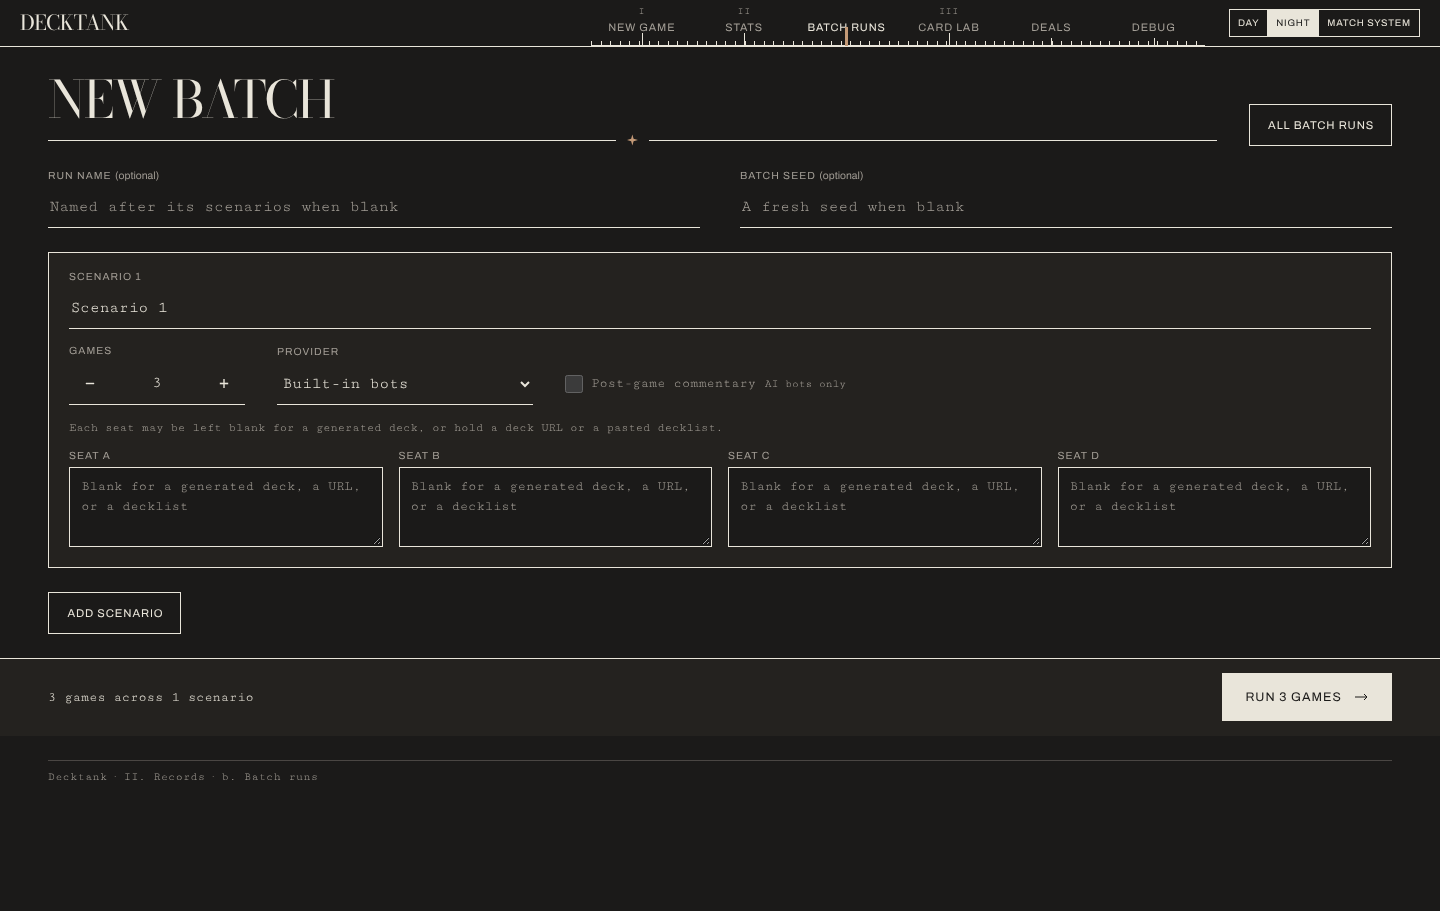 DECKTANK
I
NEW GAME
II
STATS
BATCH RUNS
III
CARD LAB
DEALS
DEBUG
DAY
NIGHT
MATCH SYSTEM
NEW BATCH
ALL BATCH RUNS
RUN NAME (optional)
Named after its scenarios when blank
BATCH SEED (optional)
A fresh seed when blank
SCENARIO 1
Scenario 1
GAMES
− 3 +
PROVIDER
Built-in bots
Post-game commentary AI bots only
Each seat may be left blank for a generated deck, or hold a deck URL or a pasted decklist.
SEAT A
Blank for a generated deck, a URL,
or a decklist
SEAT B
Blank for a generated deck, a URL,
or a decklist
SEAT C
Blank for a generated deck, a URL,
or a decklist
SEAT D
Blank for a generated deck, a URL,
or a decklist
ADD SCENARIO
3 games across 1 scenario
RUN 3 GAMES →
Decktank · II. Records · b. Batch runs